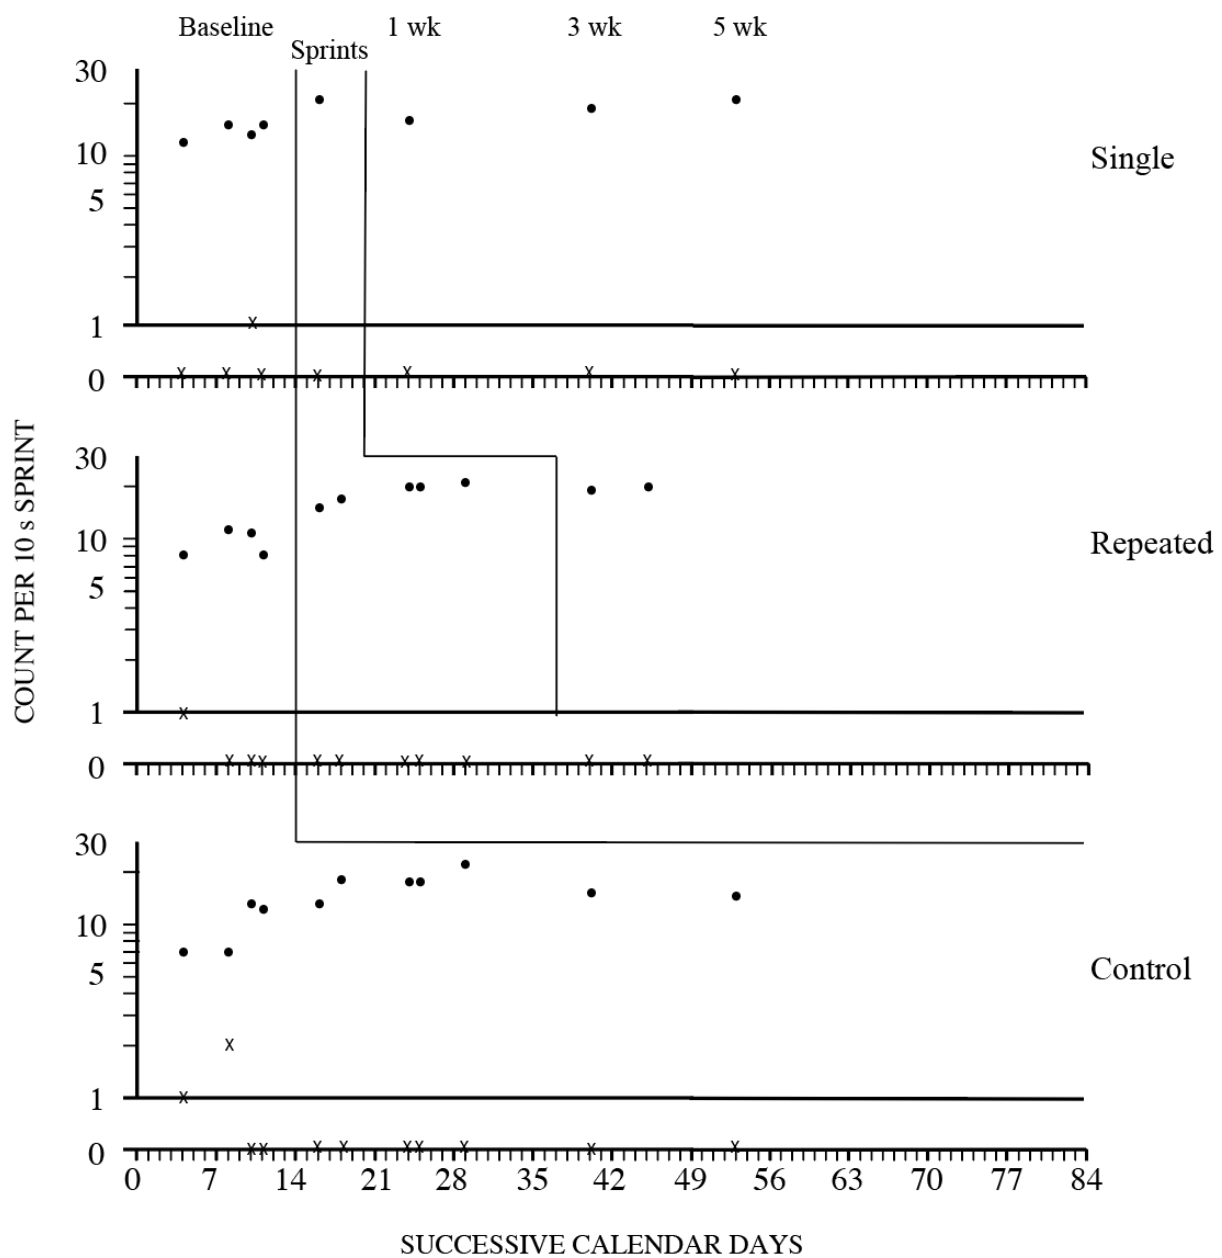 Baseline 1 wk 3 wk 5 wk
Sprints
30
10
5
1
0
Single
COUNT PER 10 s SPRINT
30
10
5
1
0
Repeated
30
10
5
1
0
Control
0 7 14 21 28 35 42 49 56 63 70 77 84
SUCCESSIVE CALENDAR DAYS